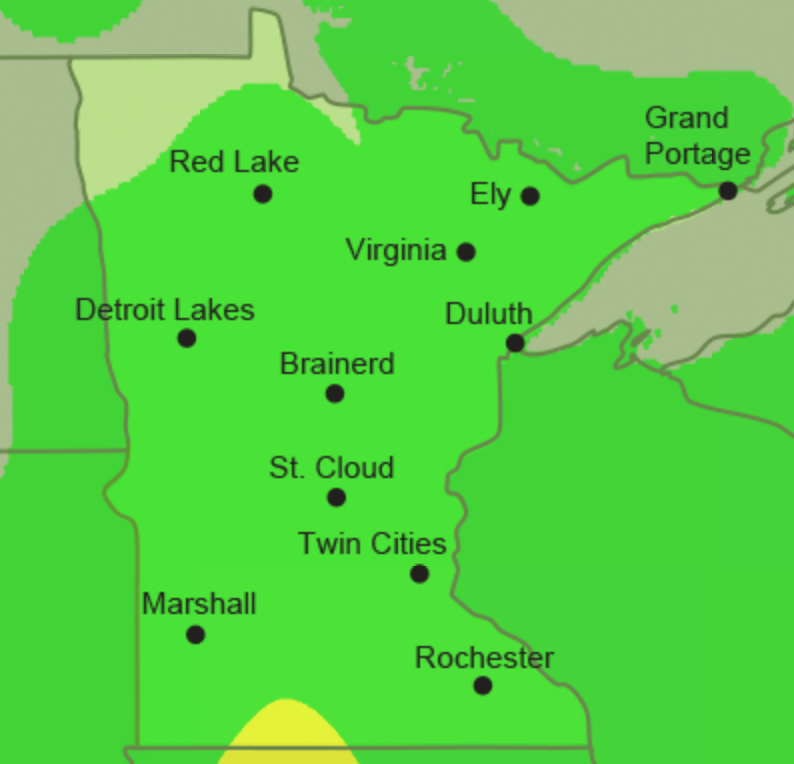 Grand
Portage
Red Lake
Ely
Virginia
Detroit Lakes
Duluth
Brainerd
St. Cloud
Twin Cities
Marshall
Rochester